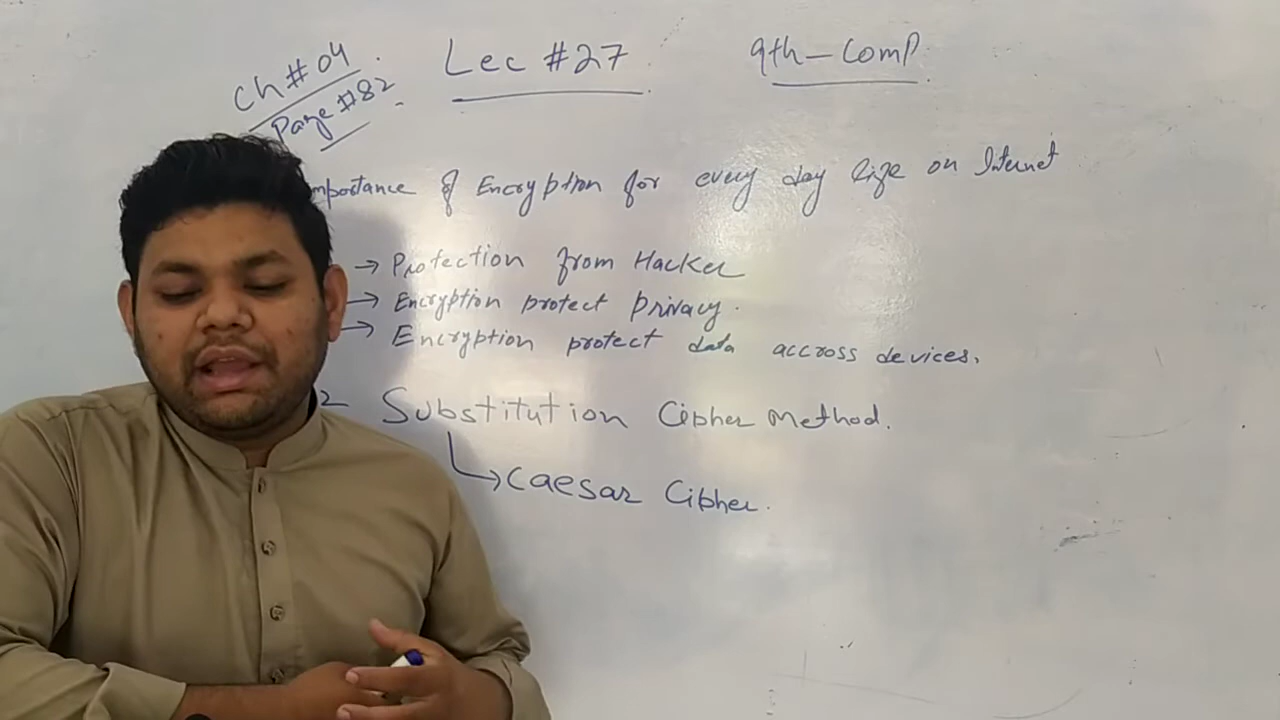 Ch#04
Page #82
Lec #27
9th-Comp
mportance of Encryption for every day life on Internet
→ Protection from Hacker
→ Encryption protect privacy.
→ Encryption protect data accross devices.
2 Substitution Cipher Method.
↳ Caesar Cipher.